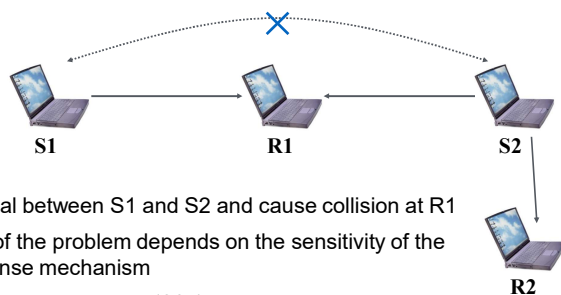 S1
R1
S2
al between S1 and S2 and cause collision at R1
of the problem depends on the sensitivity of the
nse mechanism
R2